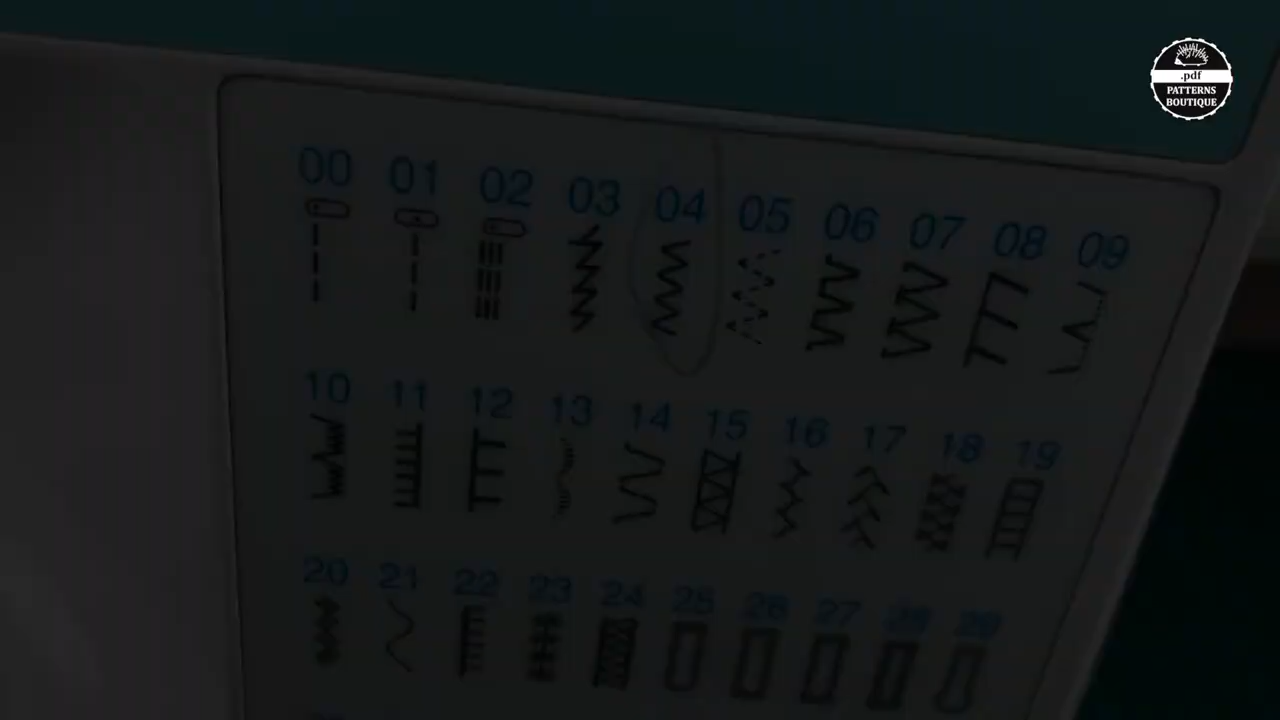 .pdf
PATTERNS
BOUTIQUE
00 01 02 03 04 05 06 07 08 09
10 11 12 13 14 15 16 17 18 19
20 21 22 23 24 25 26 27 28 29